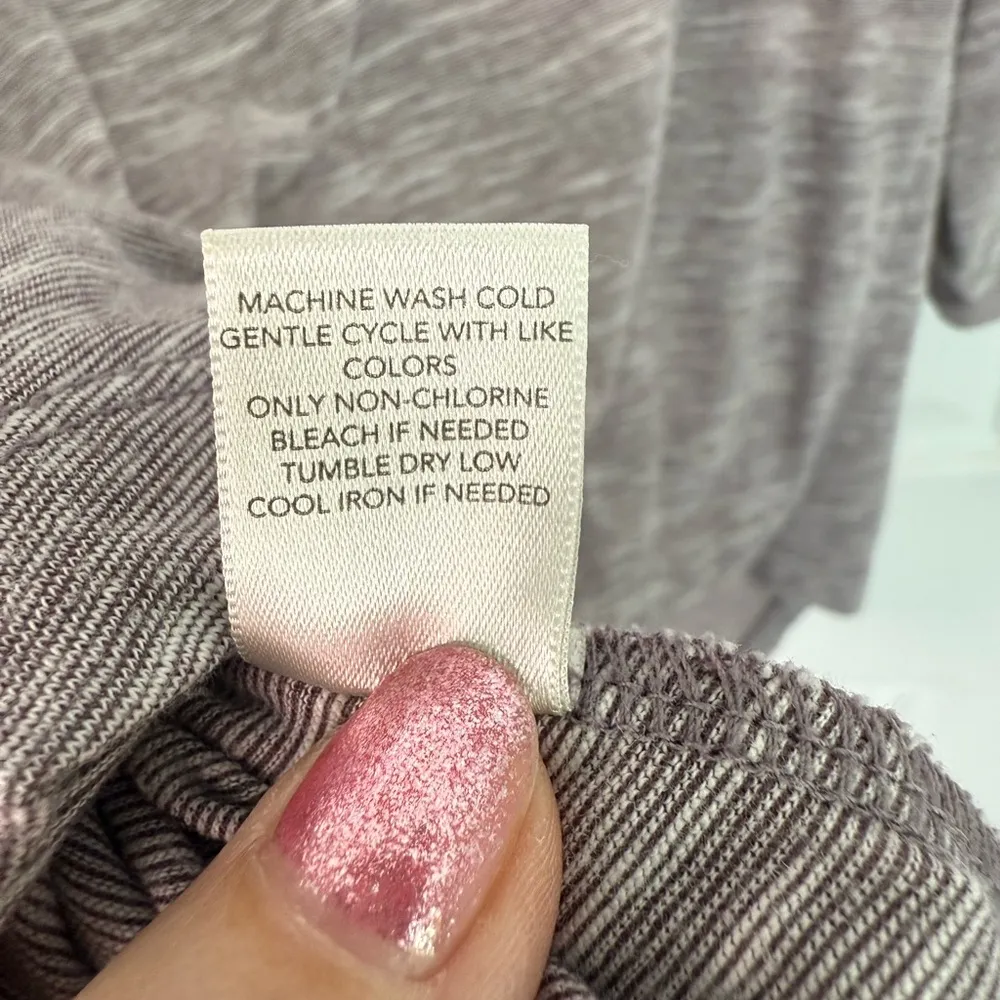 MACHINE WASH COLD
GENTLE CYCLE WITH LIKE
COLORS
ONLY NON-CHLORINE
BLEACH IF NEEDED
TUMBLE DRY LOW
COOL IRON IF NEEDED